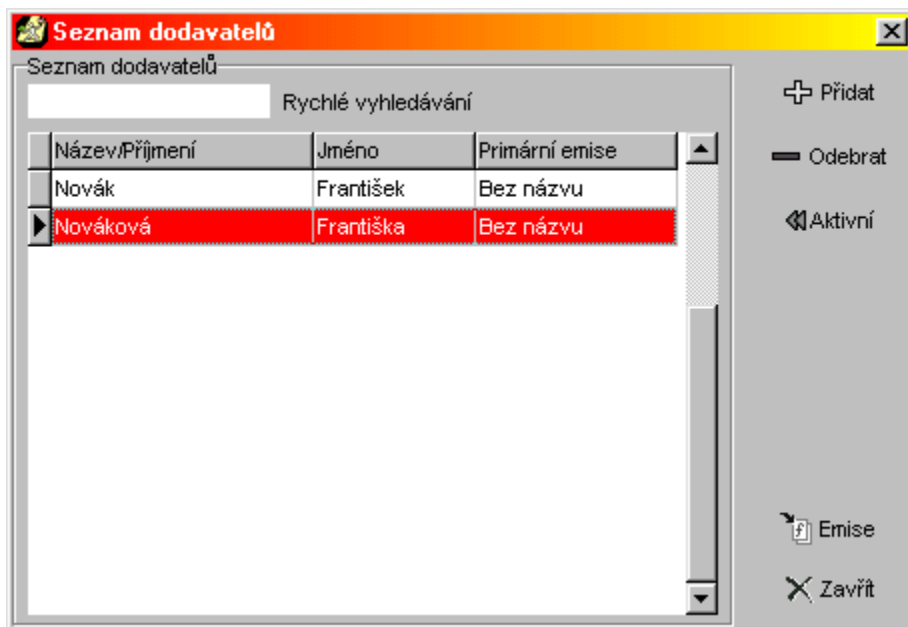 Seznam dodavatelů
Seznam dodavatelů
Rychlé vyhledávání
Název/Příjmení Jméno Primární emise
Novák František Bez názvu
Nováková Františka Bez názvu
Přidat
Odebrat
Aktivní
Emise
Zavřít